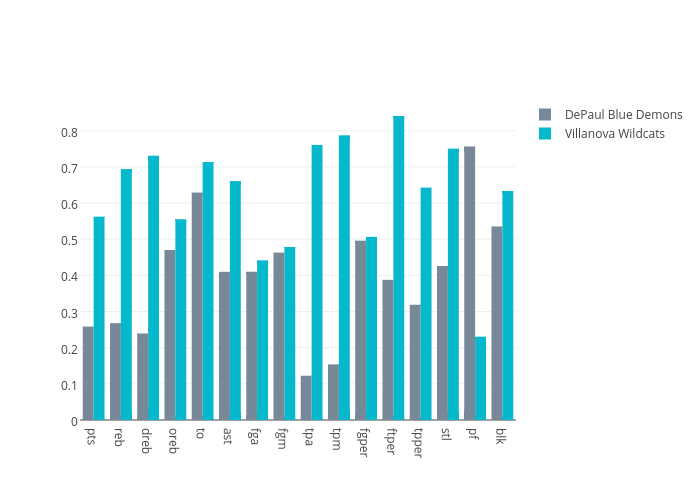 DePaul Blue Demons
Villanova Wildcats
0.8
0.7
0.6
0.5
0.4
0.3
0.2
0.1
0
pts
reb
dreb
oreb
to
ast
fga
fgm
tpa
tpm
fgper
ftper
tpper
stl
pf
blk